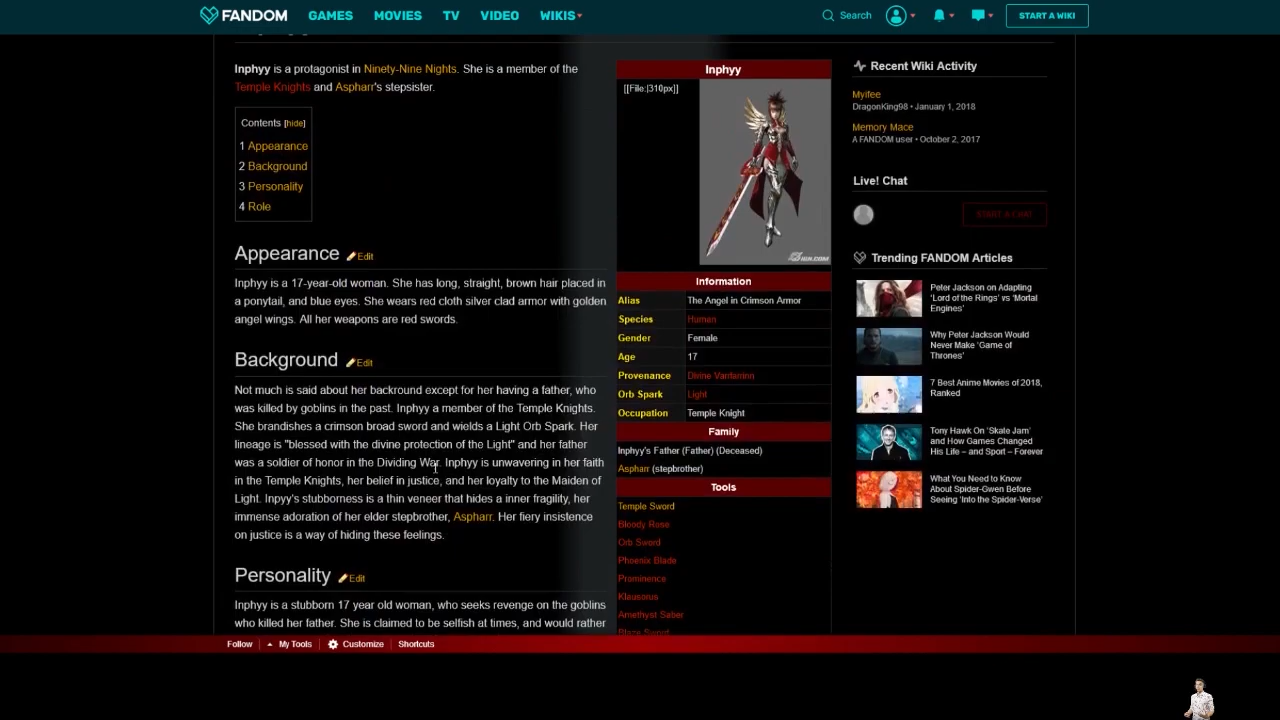 FANDOM GAMES MOVIES TV VIDEO WIKIS Search START A WIKI
Inphyy is a protagonist in Ninety-Nine Nights. She is a member of the
Temple Knights and Aspharr's stepsister.
Contents [hide]
1 Appearance
2 Background
3 Personality
4 Role
Appearance Edit
Inphyy is a 17-year-old woman. She has long, straight, brown hair placed in
a ponytail, and blue eyes. She wears red cloth silver clad armor with golden
angel wings. All her weapons are red swords.
Background Edit
Not much is said about her backround except for her having a father, who
was killed by goblins in the past. Inphyy a member of the Temple Knights.
She brandishes a crimson broad sword and wields a Light Orb Spark. Her
lineage is "blessed with the divine protection of the Light" and her father
was a soldier of honor in the Dividing War. Inphyy is unwavering in her faith
in the Temple Knights, her belief in justice, and her loyalty to the Maiden of
Light. Inpyy's stubborness is a thin veneer that hides a inner fragility, her
immense adoration of her elder stepbrother, Aspharr. Her fiery insistence
on justice is a way of hiding these feelings.
Personality Edit
Inphyy is a stubborn 17 year old woman, who seeks revenge on the goblins
who killed her father. She is claimed to be selfish at times, and would rather
Inphyy
[[File:|310px]]
IGN.COM
Information
Alias The Angel in Crimson Armor
Species Human
Gender Female
Age 17
Provenance Divine Varrfarinn
Orb Spark Light
Occupation Temple Knight
Family
Inphyy's Father (Father) (Deceased)
Aspharr (stepbrother)
Tools
Temple Sword
Bloody Rose
Orb Sword
Phoenix Blade
Prominence
Klausorus
Amethyst Saber
Blaze Sword
Recent Wiki Activity
Mylfee
DragonKing98 • January 1, 2018
Memory Mace
A FANDOM user • October 2, 2017
Live! Chat
START A CHAT
Trending FANDOM Articles
Peter Jackson on Adapting
'Lord of the Rings' vs 'Mortal
Engines'
Why Peter Jackson Would
Never Make 'Game of
Thrones'
7 Best Anime Movies of 2018,
Ranked
Tony Hawk On 'Skate Jam'
and How Games Changed
His Life – and Sport – Forever
What You Need to Know
About Spider-Gwen Before
Seeing 'Into the Spider-Verse'
Follow My Tools Customize Shortcuts